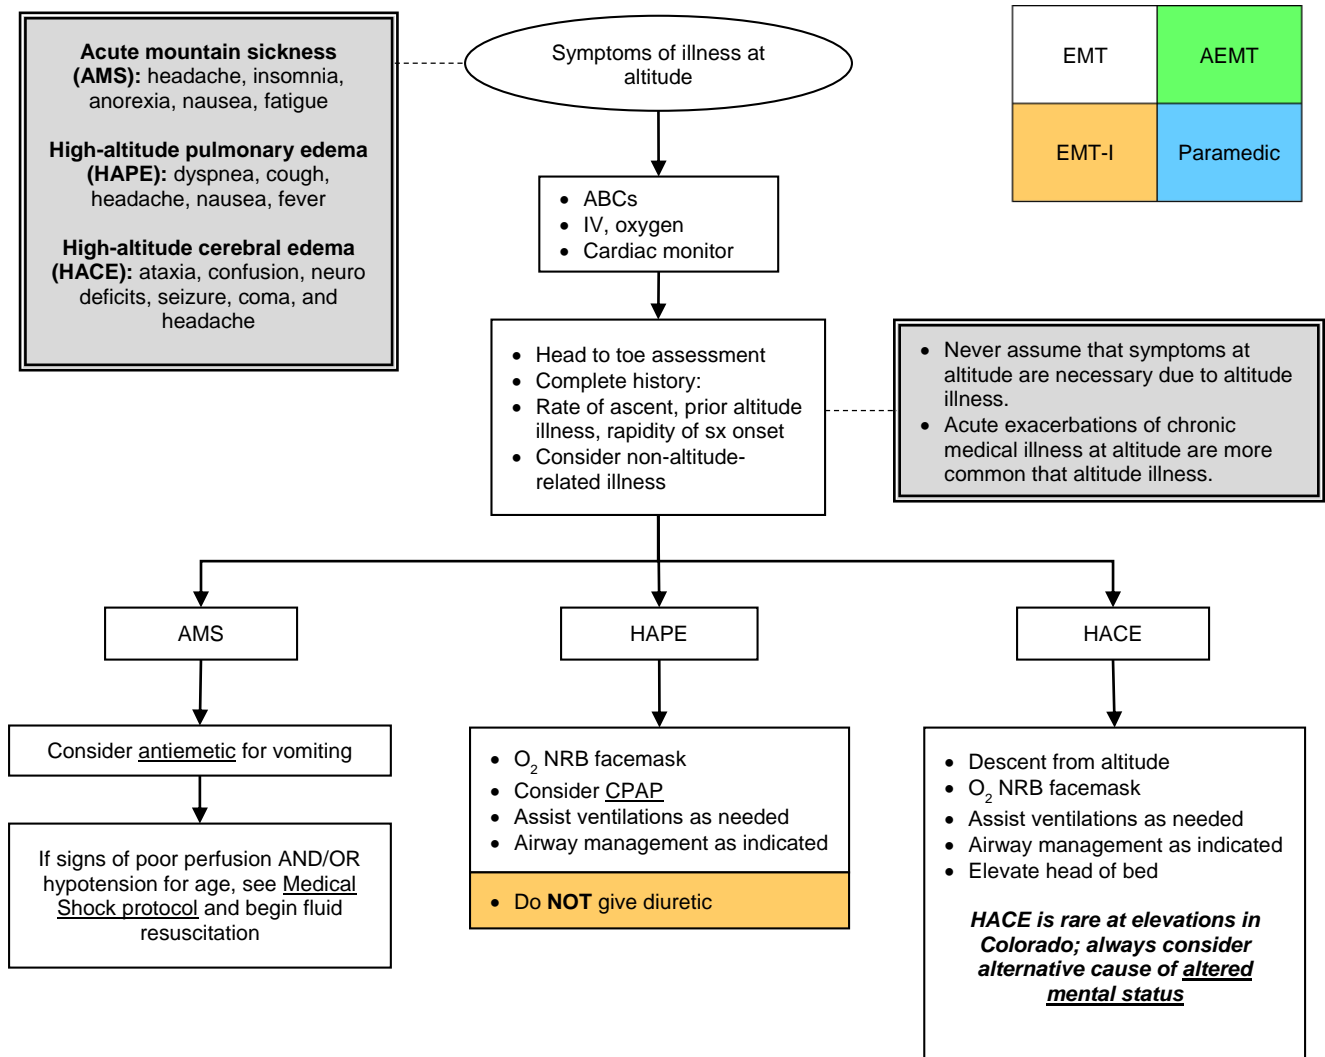 Acute mountain sickness
(AMS): headache, insomnia,
anorexia, nausea, fatigue
High-altitude pulmonary edema
(HAPE): dyspnea, cough,
headache, nausea, fever
High-altitude cerebral edema
(HACE): ataxia, confusion, neuro
deficits, seizure, coma, and
headache
Symptoms of illness at
altitude
EMT
AEMT
EMT-I
Paramedic
• ABCs
• IV, oxygen
• Cardiac monitor
• Head to toe assessment
• Complete history:
• Rate of ascent, prior altitude
illness, rapidity of sx onset
• Consider non-altitude-
related illness
• Never assume that symptoms at
altitude are necessary due to altitude
illness.
• Acute exacerbations of chronic
medical illness at altitude are more
common that altitude illness.
AMS
HAPE
HACE
Consider antiemetic for vomiting
If signs of poor perfusion AND/OR
hypotension for age, see Medical
Shock protocol and begin fluid
resuscitation
• O2 NRB facemask
• Consider CPAP
• Assist ventilations as needed
• Airway management as indicated
• Do NOT give diuretic
• Descent from altitude
• O2 NRB facemask
• Assist ventilations as needed
• Airway management as indicated
• Elevate head of bed
HACE is rare at elevations in
Colorado; always consider
alternative cause of altered
mental status